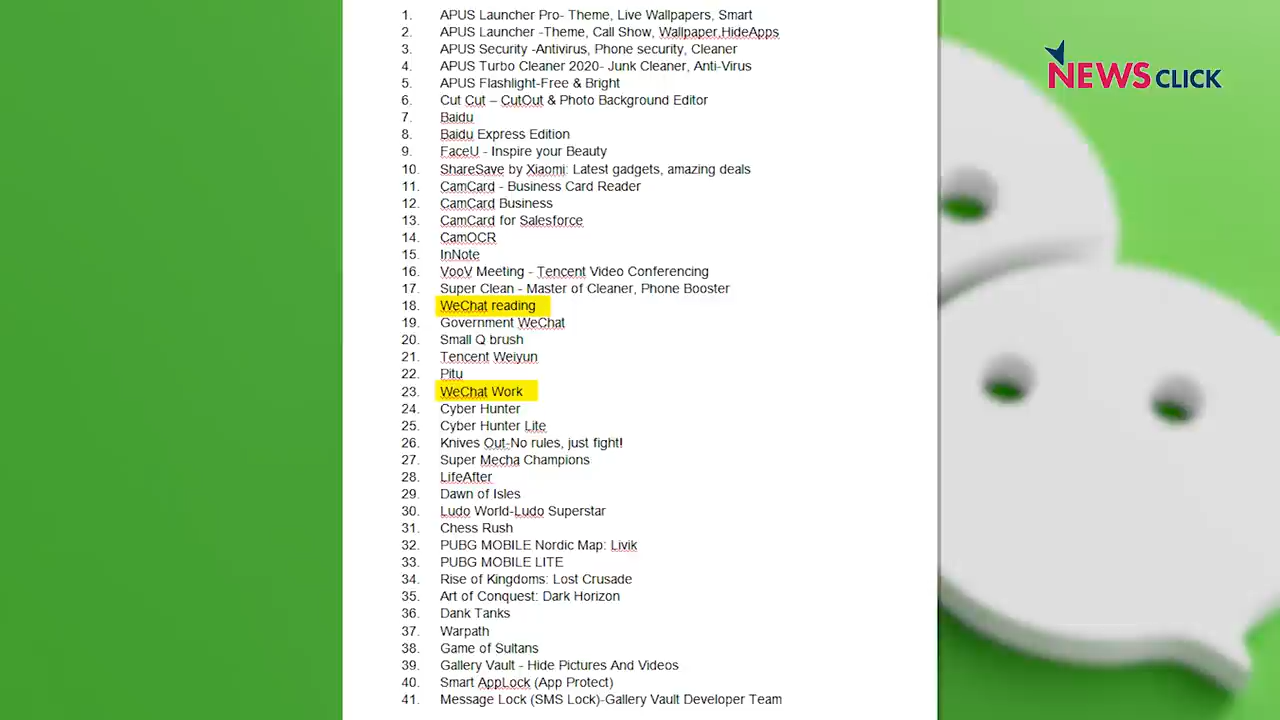 1. APUS Launcher Pro- Theme, Live Wallpapers, Smart
2. APUS Launcher -Theme, Call Show, Wallpaper,HideApps
3. APUS Security -Antivirus, Phone security, Cleaner
4. APUS Turbo Cleaner 2020- Junk Cleaner, Anti-Virus
5. APUS Flashlight-Free & Bright
6. Cut Cut – CutOut & Photo Background Editor
7. Baidu
8. Baidu Express Edition
9. FaceU - Inspire your Beauty
10. ShareSave by Xiaomi: Latest gadgets, amazing deals
11. CamCard - Business Card Reader
12. CamCard Business
13. CamCard for Salesforce
14. CamOCR
15. InNote
16. VooV Meeting - Tencent Video Conferencing
17. Super Clean - Master of Cleaner, Phone Booster
18. WeChat reading
19. Government WeChat
20. Small Q brush
21. Tencent Weiyun
22. Pitu
23. WeChat Work
24. Cyber Hunter
25. Cyber Hunter Lite
26. Knives Out-No rules, just fight!
27. Super Mecha Champions
28. LifeAfter
29. Dawn of Isles
30. Ludo World-Ludo Superstar
31. Chess Rush
32. PUBG MOBILE Nordic Map: Livik
33. PUBG MOBILE LITE
34. Rise of Kingdoms: Lost Crusade
35. Art of Conquest: Dark Horizon
36. Dank Tanks
37. Warpath
38. Game of Sultans
39. Gallery Vault - Hide Pictures And Videos
40. Smart AppLock (App Protect)
41. Message Lock (SMS Lock)-Gallery Vault Developer Team
NEWS CLICK